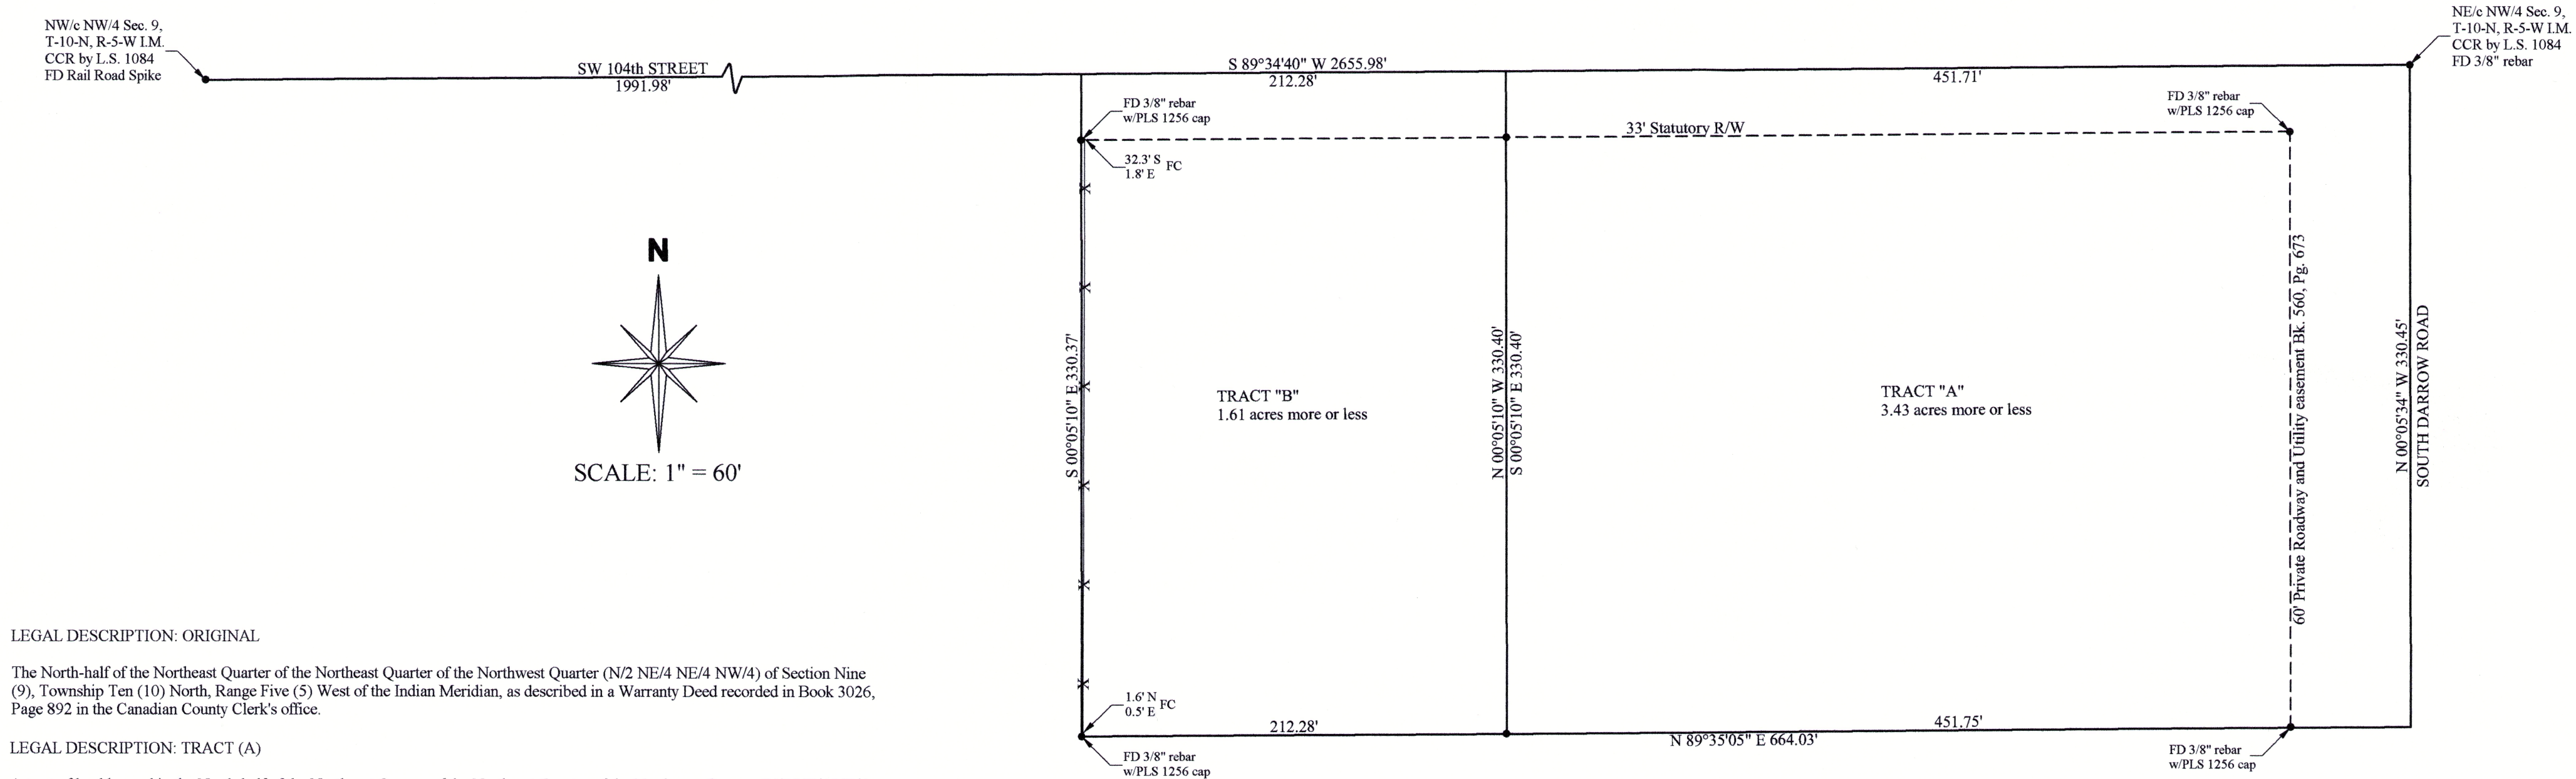 NW/c NW/4 Sec. 9,
T-10-N, R-5-W I.M.
CCR by L.S. 1084
FD Rail Road Spike
SW 104th STREET
1991.98'
S 89°34'40" W 2655.98'
212.28'
451.71'
NE/c NW/4 Sec. 9,
T-10-N, R-5-W I.M.
CCR by L.S. 1084
FD 3/8" rebar
FD 3/8" rebar
w/PLS 1256 cap
FD 3/8" rebar
w/PLS 1256 cap
33' Statutory R/W
32.3' S
1.8' E
FC
N
SCALE: 1" = 60'
S 00°05'10" E 330.37'
TRACT "B"
1.61 acres more or less
N 00°05'10" W 330.40'
S 00°05'10" E 330.40'
TRACT "A"
3.43 acres more or less
60' Private Roadway and Utility easement Bk. 560, Pg. 673
N 00°05'34" W 330.45'
SOUTH DARROW ROAD
LEGAL DESCRIPTION: ORIGINAL
The North-half of the Northeast Quarter of the Northeast Quarter of the Northwest Quarter (N/2 NE/4 NE/4 NW/4) of Section Nine
(9), Township Ten (10) North, Range Five (5) West of the Indian Meridian, as described in a Warranty Deed recorded in Book 3026,
Page 892 in the Canadian County Clerk's office.
LEGAL DESCRIPTION: TRACT (A)
1.6' N
0.5' E
FC
212.28'
451.75'
N 89°35'05" E 664.03'
FD 3/8" rebar
w/PLS 1256 cap
FD 3/8" rebar
w/PLS 1256 cap